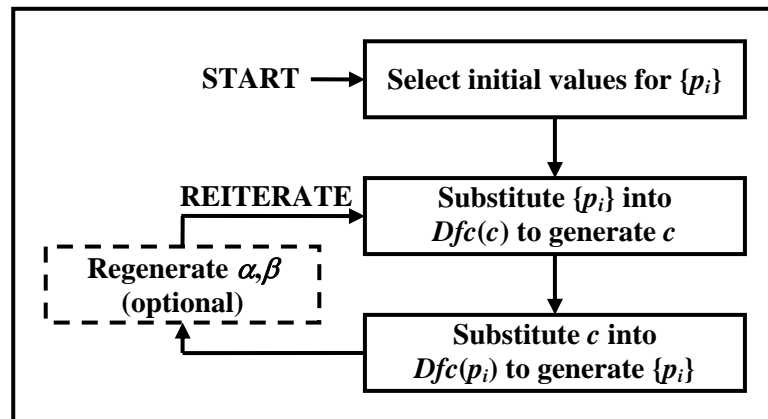 START
Select initial values for {pᵢ}
REITERATE
Substitute {pᵢ} into
Dfc(c) to generate c
Regenerate α,β
(optional)
Substitute c into
Dfc(pᵢ) to generate {pᵢ}